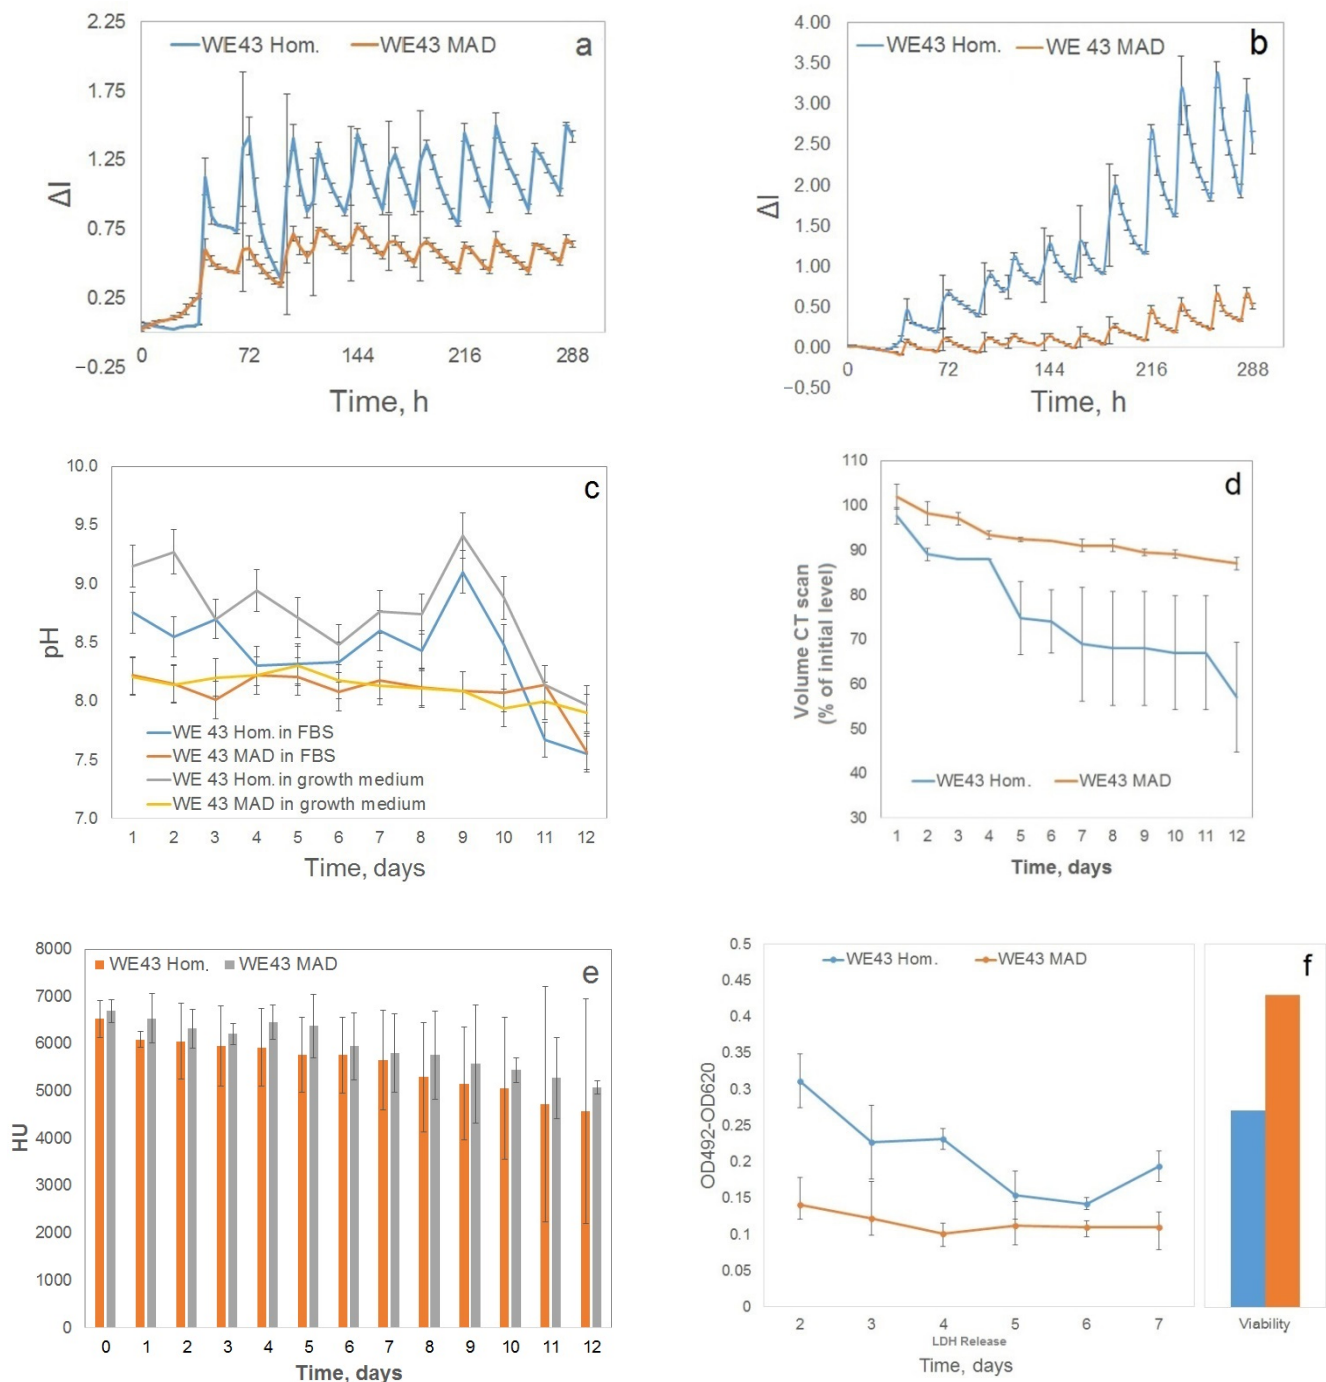 2.25
1.75
1.25
0.75
0.25
−0.25
WE43 Hom.
WE43 MAD
a
ΔI
0
72
144
216
288
Time, h
4.00
3.50
3.00
2.50
2.00
1.50
1.00
0.50
0.00
−0.50
WE43 Hom.
WE 43 MAD
b
ΔI
0
72
144
216
288
Time, h
10.0
9.5
9.0
8.5
8.0
7.5
7.0
c
pH
WE 43 Hom. in FBS
WE 43 MAD in FBS
WE 43 Hom. in growth medium
WE 43 MAD in growth medium
1 2 3 4 5 6 7 8 9 10 11 12
Time, days
110
100
90
80
70
60
50
40
30
d
Volume CT scan
(% of initial level)
WE43 Hom.
WE43 MAD
1 2 3 4 5 6 7 8 9 10 11 12
Time, days
8000
7000
6000
5000
4000
3000
2000
1000
0
WE43 Hom.
WE43 MAD
e
HU
0 1 2 3 4 5 6 7 8 9 10 11 12
Time, days
0.5
0.45
0.4
0.35
0.3
0.25
0.2
0.15
0.1
0.05
0
WE43 Hom.
WE43 MAD
f
OD492-OD620
2 3 4 5 6 7
LDH Release
Time, days
Viability